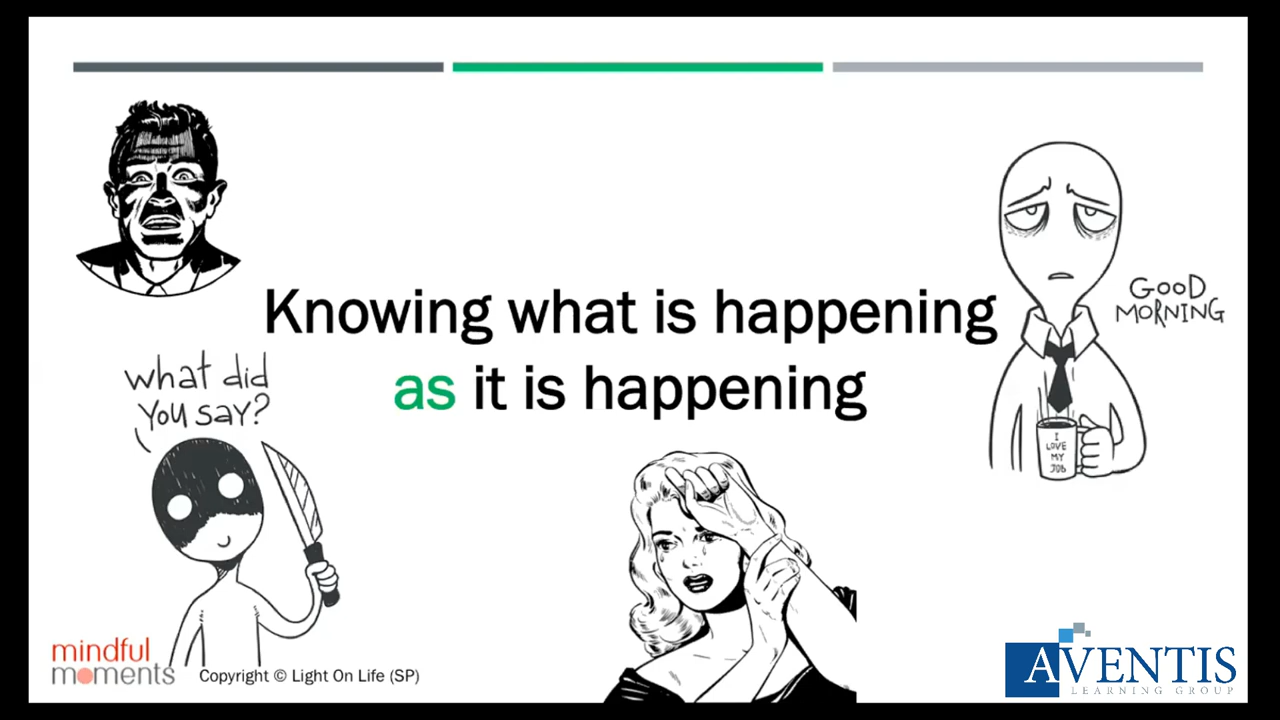 Knowing what is happening
as it is happening
GOOD
MORNING
I
LOVE
MY
JOB
what did
you say?
mindful
moments
Copyright © Light On Life (SP)
AVENTIS
LEARNING GROUP